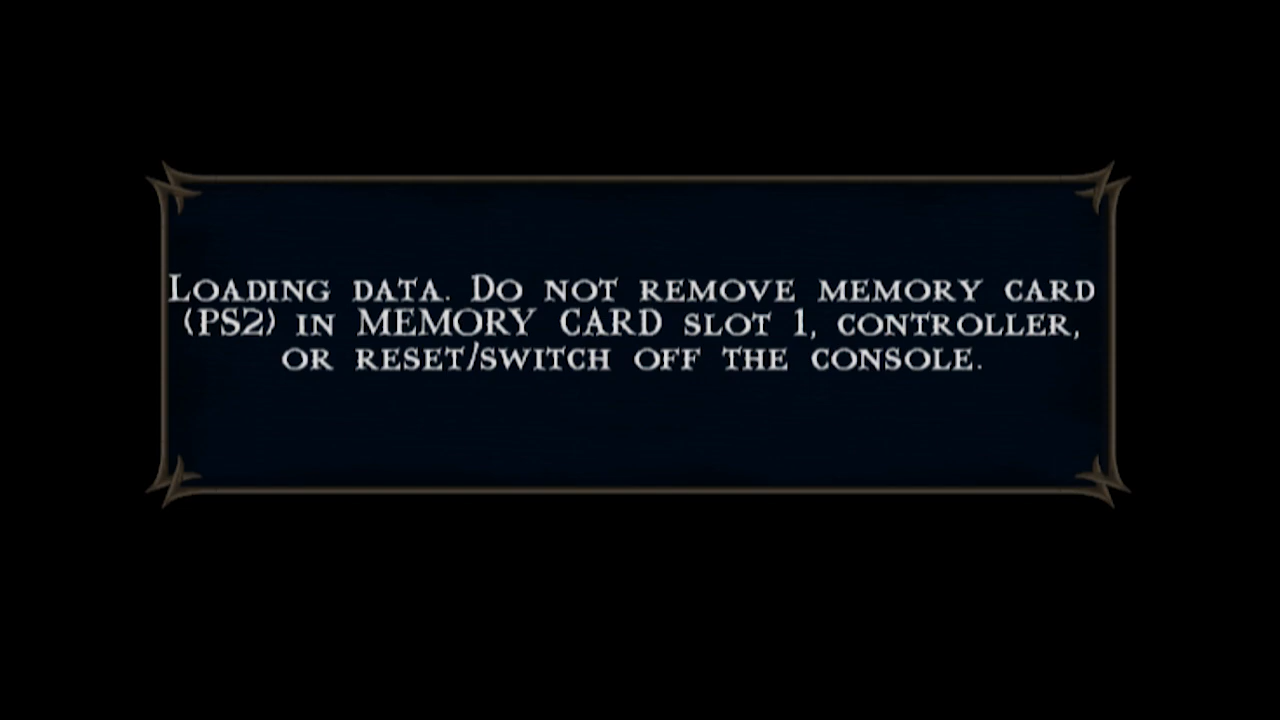 Loading data. Do not remove memory card
(PS2) in MEMORY CARD slot 1, controller,
or reset/switch off the console.